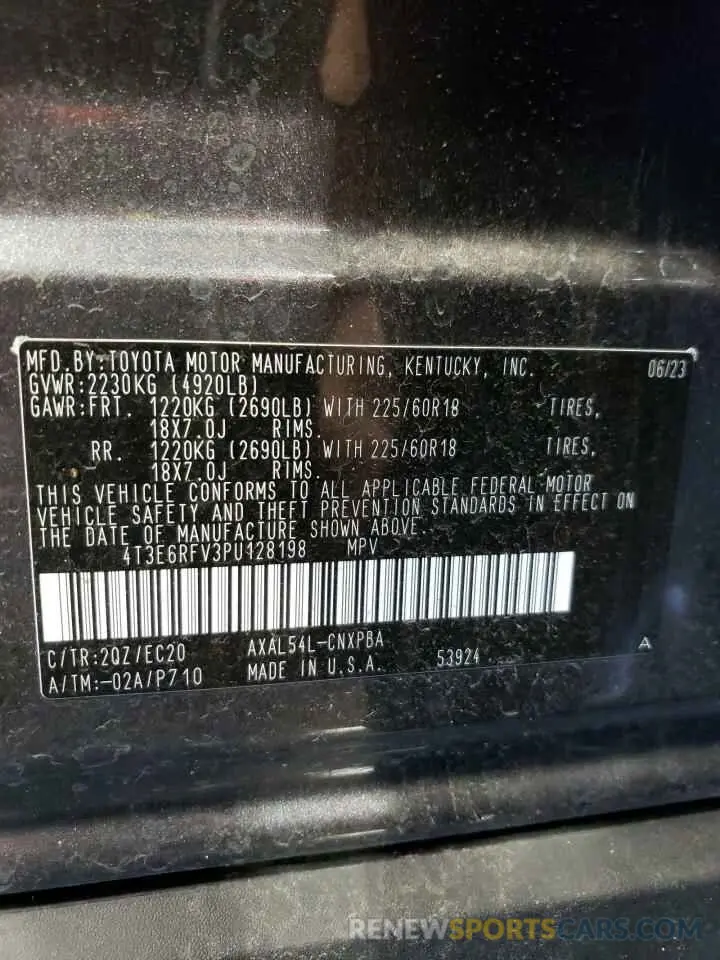 MFD.BY:TOYOTA MOTOR MANUFACTURING, KENTUCKY, INC. 06/23
GVWR:2230KG (4920LB)
GAWR:FRT. 1220KG (2690LB) WITH 225/60R18 TIRES,
18X7.0J RIMS.
RR. 1220KG (2690LB) WITH 225/60R18 TIRES,
18X7.0J RIMS.
THIS VEHICLE CONFORMS TO ALL APPLICABLE FEDERAL MOTOR
VEHICLE SAFETY AND THEFT PREVENTION STANDARDS IN EFFECT ON
THE DATE OF MANUFACTURE SHOWN ABOVE.
4T3E6RFV3PU128198 MPV
C/TR:2QZ/EC20 AXAL54L-CNXPBA A
A/TM:-02A/P710 MADE IN U.S.A. 53924
RENEWSPORTSCARS.COM